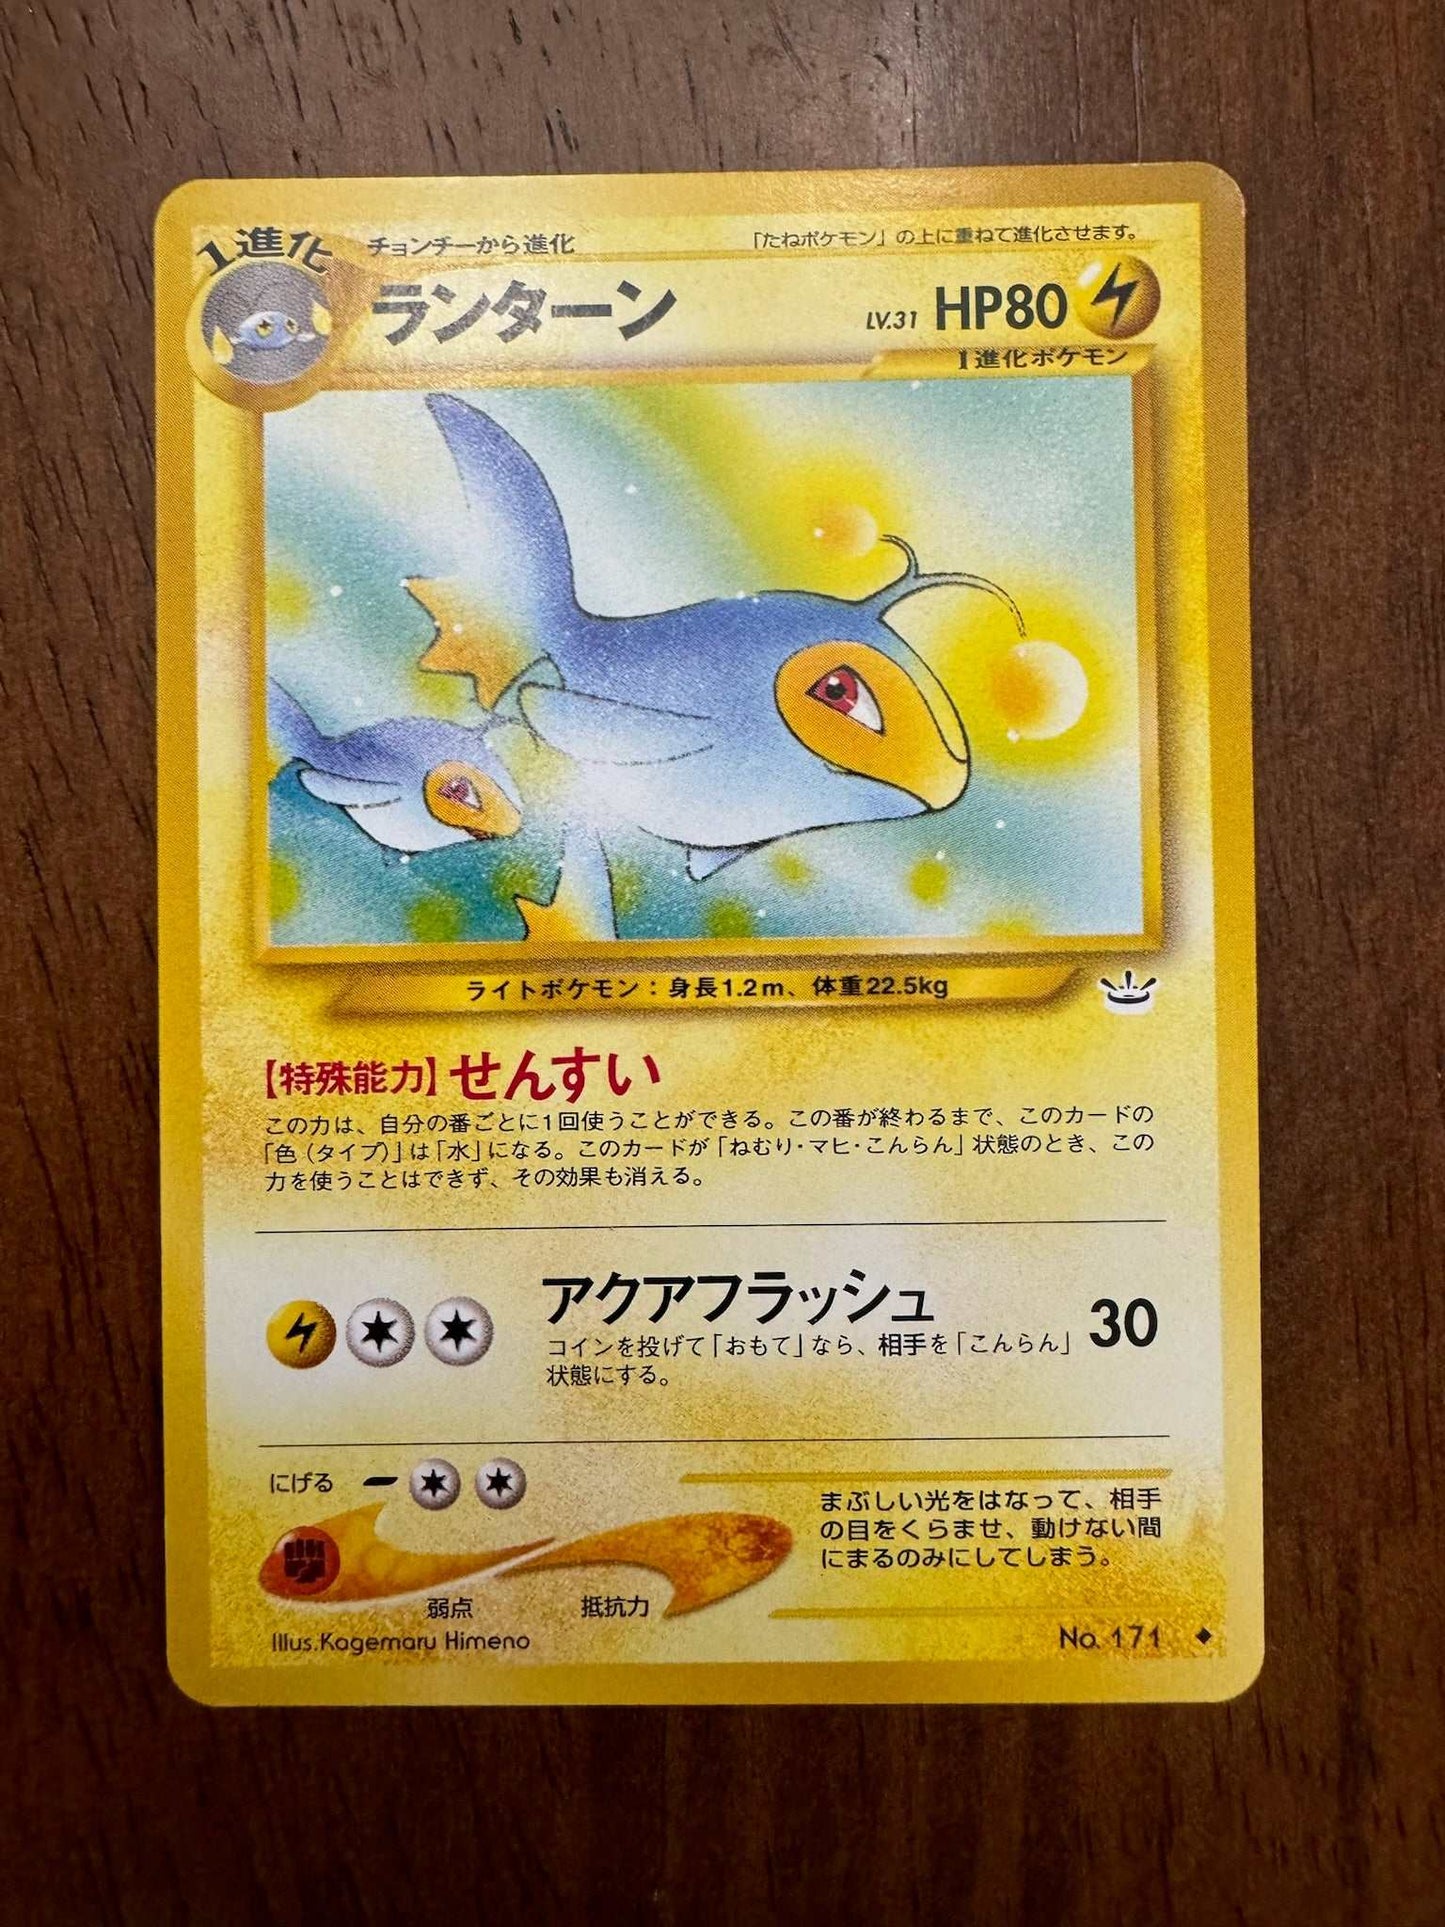 1進化
チョンチーから進化
「たねポケモン」の上に重ねて進化させます。
ランターン
LV.31 HP80
1進化ポケモン
ライトポケモン：身長1.2m、体重22.5kg
【特殊能力】せんすい
この力は、自分の番ごとに1回使うことができる。この番が終わるまで、このカードの
「色（タイプ）」は「水」になる。このカードが「ねむり・マヒ・こんらん」状態のとき、この
力を使うことはできず、その効果も消える。
アクアフラッシュ
30
コインを投げて「おもて」なら、相手を「こんらん」
状態にする。
にげる
まぶしい光をはなって、相手
の目をくらませ、動けない間
にまるのみにしてしまう。
弱点
抵抗力
Illus.Kagemaru Himeno
No. 171